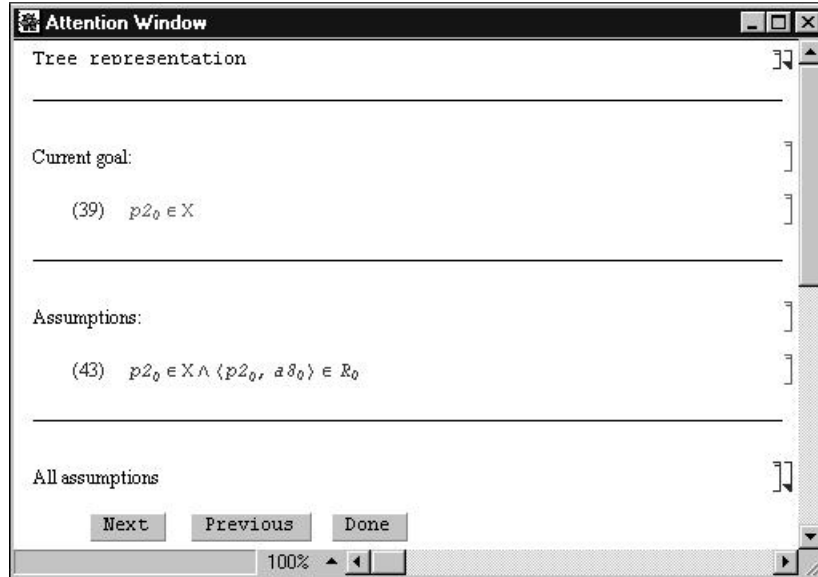 Attention Window
Tree representation
Current goal:
(39) p2₀ ∈ X
Assumptions:
(43) p2₀ ∈ X ∧ ⟨p2₀, a8₀⟩ ∈ R₀
All assumptions
Next Previous Done
100%